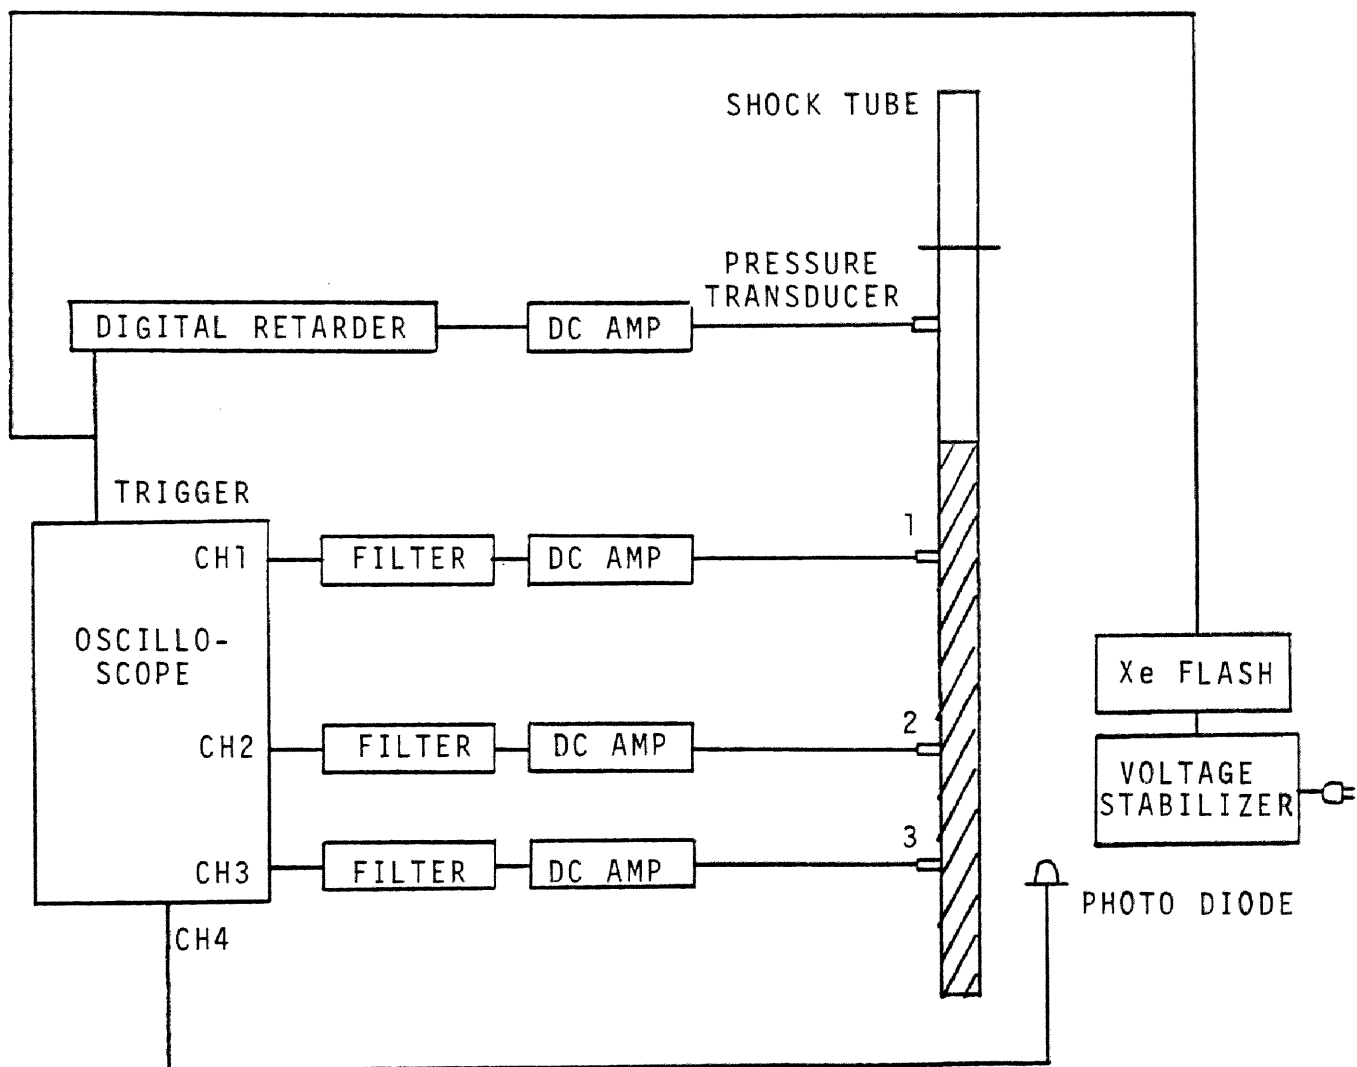 SHOCK TUBE
PRESSURE
TRANSDUCER
DIGITAL RETARDER
DC AMP
TRIGGER
1
CH1
FILTER
DC AMP
OSCILLO-
SCOPE
Xe FLASH
2
CH2
FILTER
DC AMP
VOLTAGE
STABILIZER
3
CH3
FILTER
DC AMP
PHOTO DIODE
CH4